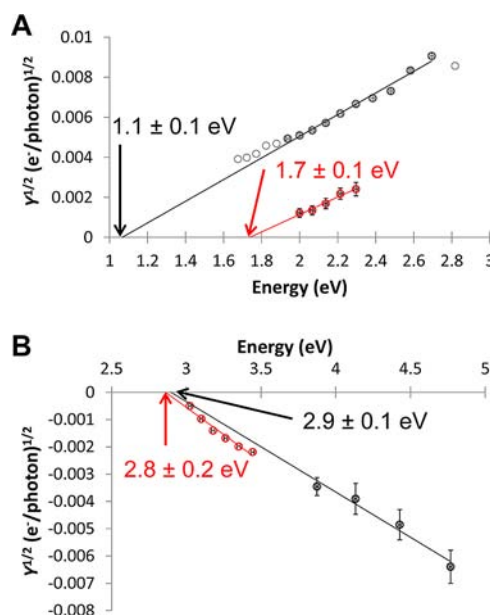 A
Y^1/2 (e-/photon)^1/2
0.01
0.008
0.006
0.004
0.002
0
1.1 ± 0.1 eV
1.7 ± 0.1 eV
1 1.2 1.4 1.6 1.8 2 2.2 2.4 2.6 2.8 3
Energy (eV)
B
Energy (eV)
2.5 3 3.5 4 4.5 5
Y^1/2 (e-/photon)^1/2
0
-0.001
-0.002
-0.003
-0.004
-0.005
-0.006
-0.007
-0.008
2.9 ± 0.1 eV
2.8 ± 0.2 eV